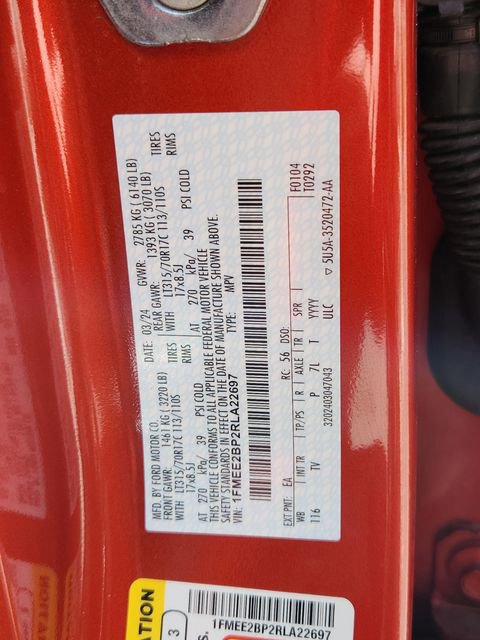 MFD. BY FORD MOTOR CO.
DATE: 03/24 GVWR: 2785 KG ( 6140 LB)
FRONT GAWR: 1461 KG ( 3220 LB) REAR GAWR: 1393 KG ( 3070 LB)
WITH LT315/70R17C 113/110S TIRES WITH LT315/70R17C 113/110S TIRES
17x8.5J RIMS 17x8.5J RIMS
AT 270 kPa/ 39 PSI COLD AT 270 kPa/ 39 PSI COLD
THIS VEHICLE CONFORMS TO ALL APPLICABLE FEDERAL MOTOR VEHICLE
SAFETY STANDARDS IN EFFECT ON THE DATE OF MANUFACTURE SHOWN ABOVE.
VIN: 1FMEE2BP2RLA22697 TYPE: MPV
EXT PNT: EA RC: 56 DSO: F0104
T0292
WB MT TR TP/PS R AXLE TR SPR
116 TV P 7L T YYYY
ULC
3202403047043
5U5A-3520472-AA
1FMEE2BP2RLA22697